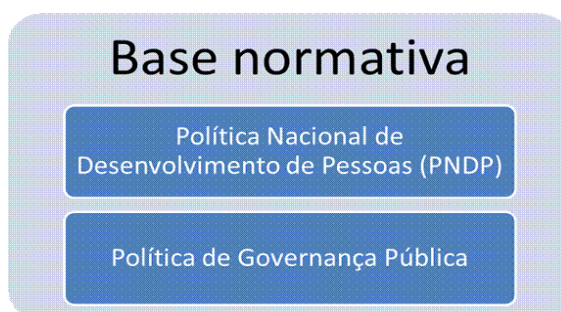 Base normativa
Política Nacional de
Desenvolvimento de Pessoas (PNDP)
Política de Governança Pública